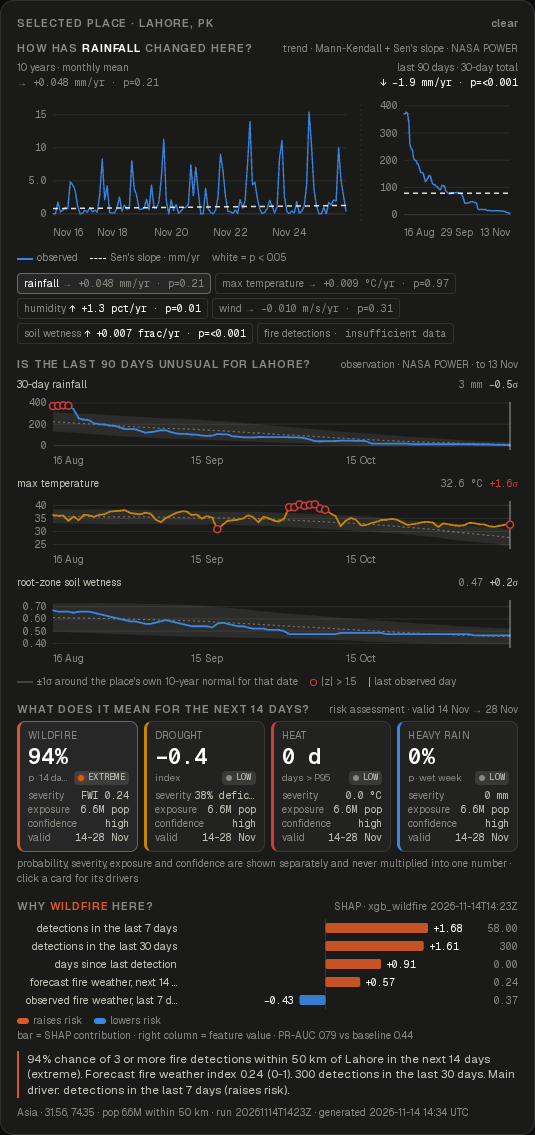 SELECTED PLACE · LAHORE, PK
clear
HOW HAS RAINFALL CHANGED HERE?
trend · Mann-Kendall + Sen's slope · NASA POWER
10 years · monthly mean
→ +0.048 mm/yr · p=0.21
last 90 days · 30-day total
↓ −1.9 mm/yr · p=<0.001
15
10
5.0
0
Nov 16 Nov 18 Nov 20 Nov 22 Nov 24
400
300
200
100
0
16 Aug 29 Sep 13 Nov
observed Sen's slope · mm/yr white = p < 0.05
rainfall → +0.048 mm/yr · p=0.21
max temperature → +0.009 °C/yr · p=0.97
humidity ↑ +1.3 pct/yr · p=0.01
wind → −0.010 m/s/yr · p=0.31
soil wetness ↑ +0.007 frac/yr · p=<0.001
fire detections · insufficient data
IS THE LAST 90 DAYS UNUSUAL FOR LAHORE?
observation · NASA POWER · to 13 Nov
30-day rainfall
3 mm −0.5σ
400
200
0
16 Aug 15 Sep 15 Oct
max temperature
32.6 °C +1.6σ
40
35
30
25
16 Aug 15 Sep 15 Oct
root-zone soil wetness
0.47 +0.2σ
0.70
0.60
0.50
0.40
16 Aug 15 Sep 15 Oct
±1σ around the place's own 10-year normal for that date |z| > 1.5 last observed day
WHAT DOES IT MEAN FOR THE NEXT 14 DAYS?
risk assessment · valid 14 Nov → 28 Nov
WILDFIRE
94%
p · 14 da… EXTREME
severity FWI 0.24
exposure 6.6M pop
confidence high
valid 14–28 Nov
DROUGHT
−0.4
index LOW
severity 38% defic…
exposure 6.6M pop
confidence high
valid 14–28 Nov
HEAT
0 d
days > P95 LOW
severity 0.0 °C
exposure 6.6M pop
confidence high
valid 14–28 Nov
HEAVY RAIN
0%
p · wet week LOW
severity 0 mm
exposure 6.6M pop
confidence high
valid 14–28 Nov
probability, severity, exposure and confidence are shown separately and never multiplied into one number ·
click a card for its drivers
WHY WILDFIRE HERE?
SHAP · xgb_wildfire 2026-11-14T14:23Z
detections in the last 7 days +1.68 58.00
detections in the last 30 days +1.61 300
days since last detection +0.91 0.00
forecast fire weather, next 14 … +0.57 0.24
observed fire weather, last 7 d… −0.43 0.37
raises risk lowers risk
bar = SHAP contribution · right column = feature value · PR-AUC 0.79 vs baseline 0.44
94% chance of 3 or more fire detections within 50 km of Lahore in the next 14 days
(extreme). Forecast fire weather index 0.24 (0-1). 300 detections in the last 30 days. Main
driver: detections in the last 7 days (raises risk).
Asia · 31.56, 74.35 · pop 6.6M within 50 km · run 20261114T1423Z · generated 2026-11-14 14:34 UTC